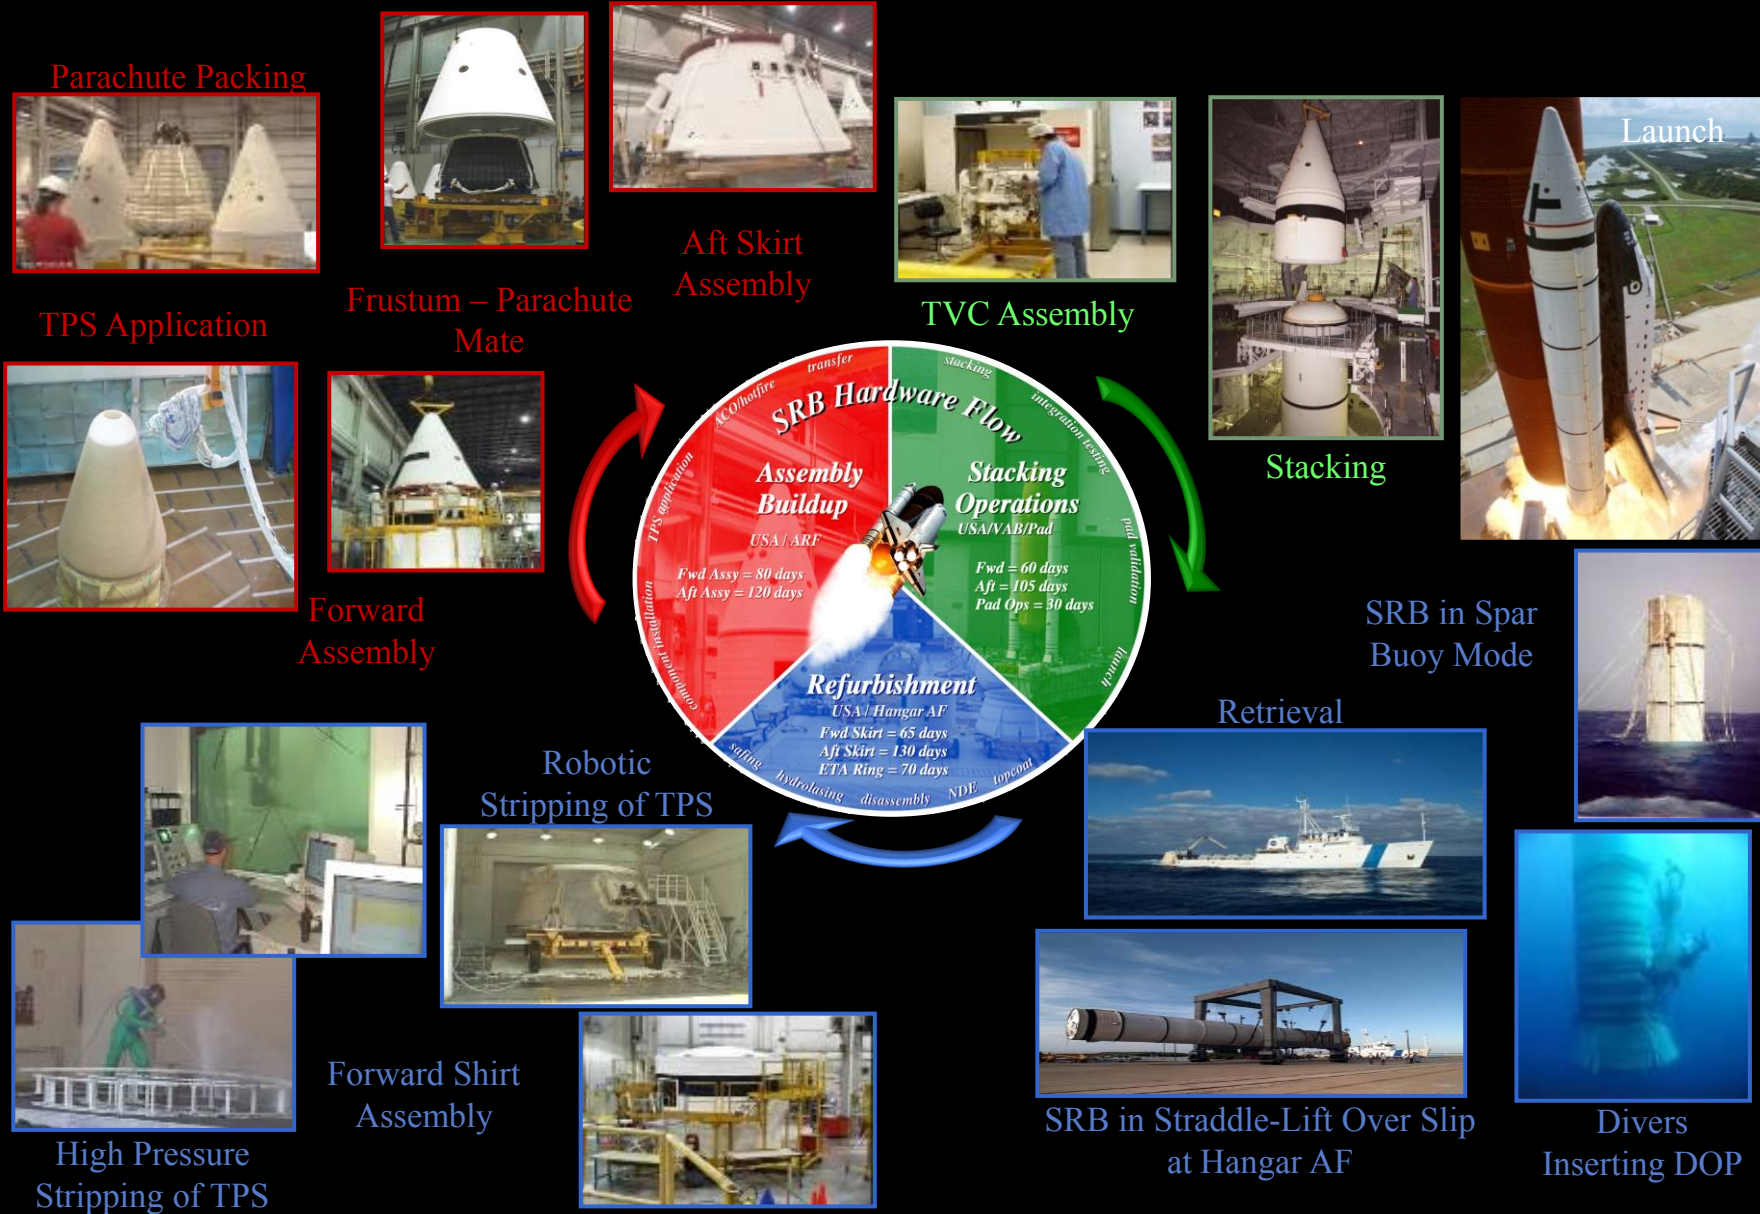 Parachute Packing
TPS Application
Frustum – Parachute
Mate
Aft Skirt
Assembly
TVC Assembly
Stacking
Launch
Forward
Assembly
SRB Hardware Flow
component installation
TPS application
ACO/hotfire
transfer
stacking
integration testing
pad validation
launch
Assembly
Buildup
USA / ARF
Fwd Assy = 80 days
Aft Assy = 120 days
Stacking
Operations
USA/VAB/Pad
Fwd = 60 days
Aft = 105 days
Pad Ops = 30 days
Refurbishment
USA / Hangar AF
Fwd Skirt = 65 days
Aft Skirt = 130 days
ETA Ring = 70 days
safing
hydrolasing
disassembly
NDE
topcoat
SRB in Spar
Buoy Mode
Retrieval
Robotic
Stripping of TPS
Forward Shirt
Assembly
High Pressure
Stripping of TPS
SRB in Straddle-Lift Over Slip
at Hangar AF
Divers
Inserting DOP